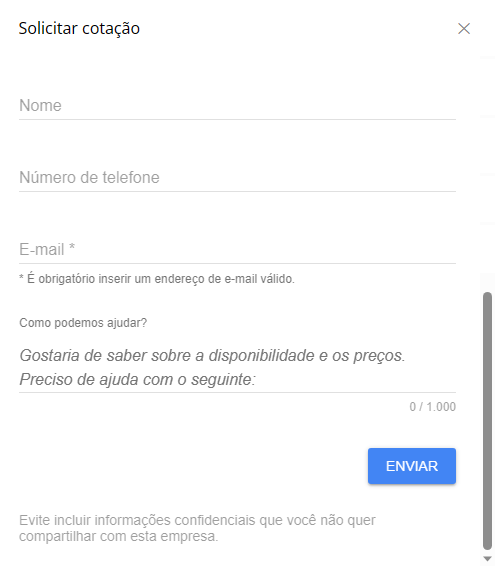 Solicitar cotação
Nome
Número de telefone
E-mail *
* É obrigatório inserir um endereço de e-mail válido.
Como podemos ajudar?
Gostaria de saber sobre a disponibilidade e os preços.
Preciso de ajuda com o seguinte:
0 / 1.000
ENVIAR
Evite incluir informações confidenciais que você não quer
compartilhar com esta empresa.